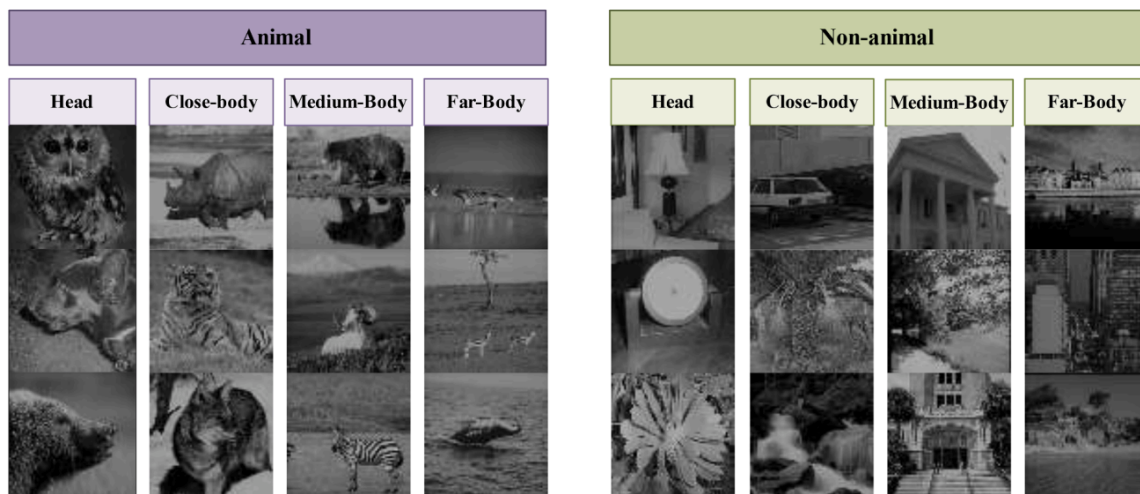 Animal
Non-animal
Head
Close-body
Medium-Body
Far-Body
Head
Close-body
Medium-Body
Far-Body